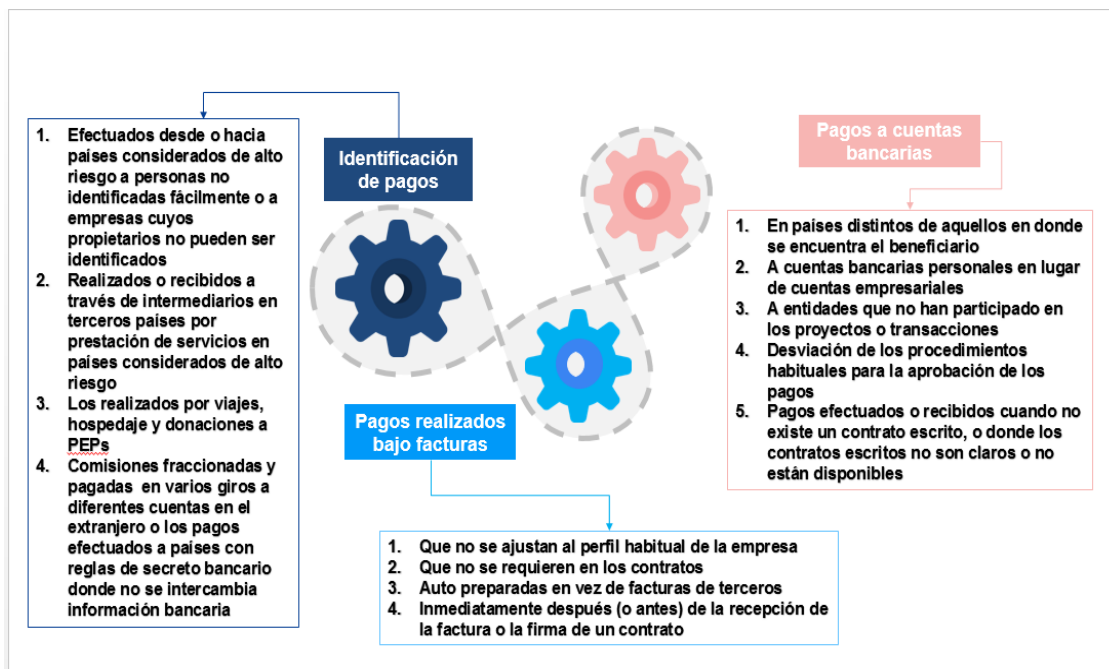 Identificación
de pagos
1. Efectuados desde o hacia
países considerados de alto
riesgo a personas no
identificadas fácilmente o a
empresas cuyos
propietarios no pueden ser
identificados
2. Realizados o recibidos a
través de intermediarios en
terceros países por
prestación de servicios en
países considerados de alto
riesgo
3. Los realizados por viajes,
hospedaje y donaciones a
PEPs
4. Comisiones fraccionadas y
pagadas en varios giros a
diferentes cuentas en el
extranjero o los pagos
efectuados a países con
reglas de secreto bancario
donde no se intercambia
información bancaria
Pagos realizados
bajo facturas
1. Que no se ajustan al perfil habitual de la empresa
2. Que no se requieren en los contratos
3. Auto preparadas en vez de facturas de terceros
4. Inmediatamente después (o antes) de la recepción de
la factura o la firma de un contrato
Pagos a cuentas
bancarias
1. En países distintos de aquellos en donde
se encuentra el beneficiario
2. A cuentas bancarias personales en lugar
de cuentas empresariales
3. A entidades que no han participado en
los proyectos o transacciones
4. Desviación de los procedimientos
habituales para la aprobación de los
pagos
5. Pagos efectuados o recibidos cuando no
existe un contrato escrito, o donde los
contratos escritos no son claros o no
están disponibles